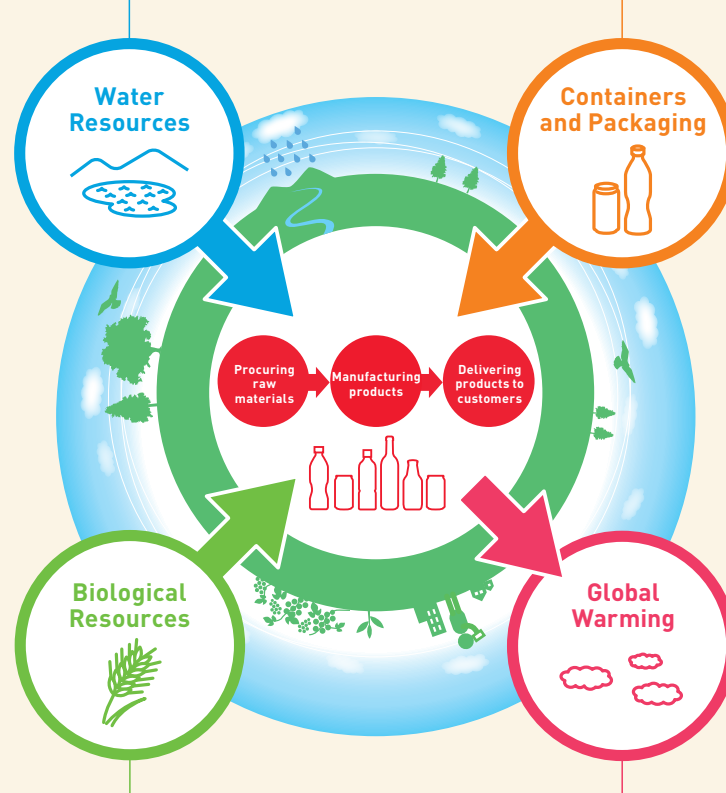 Water
Resources
Containers
and Packaging
Procuring
raw
materials
Manufacturing
products
Delivering
products to
customers
Biological
Resources
Global
Warming